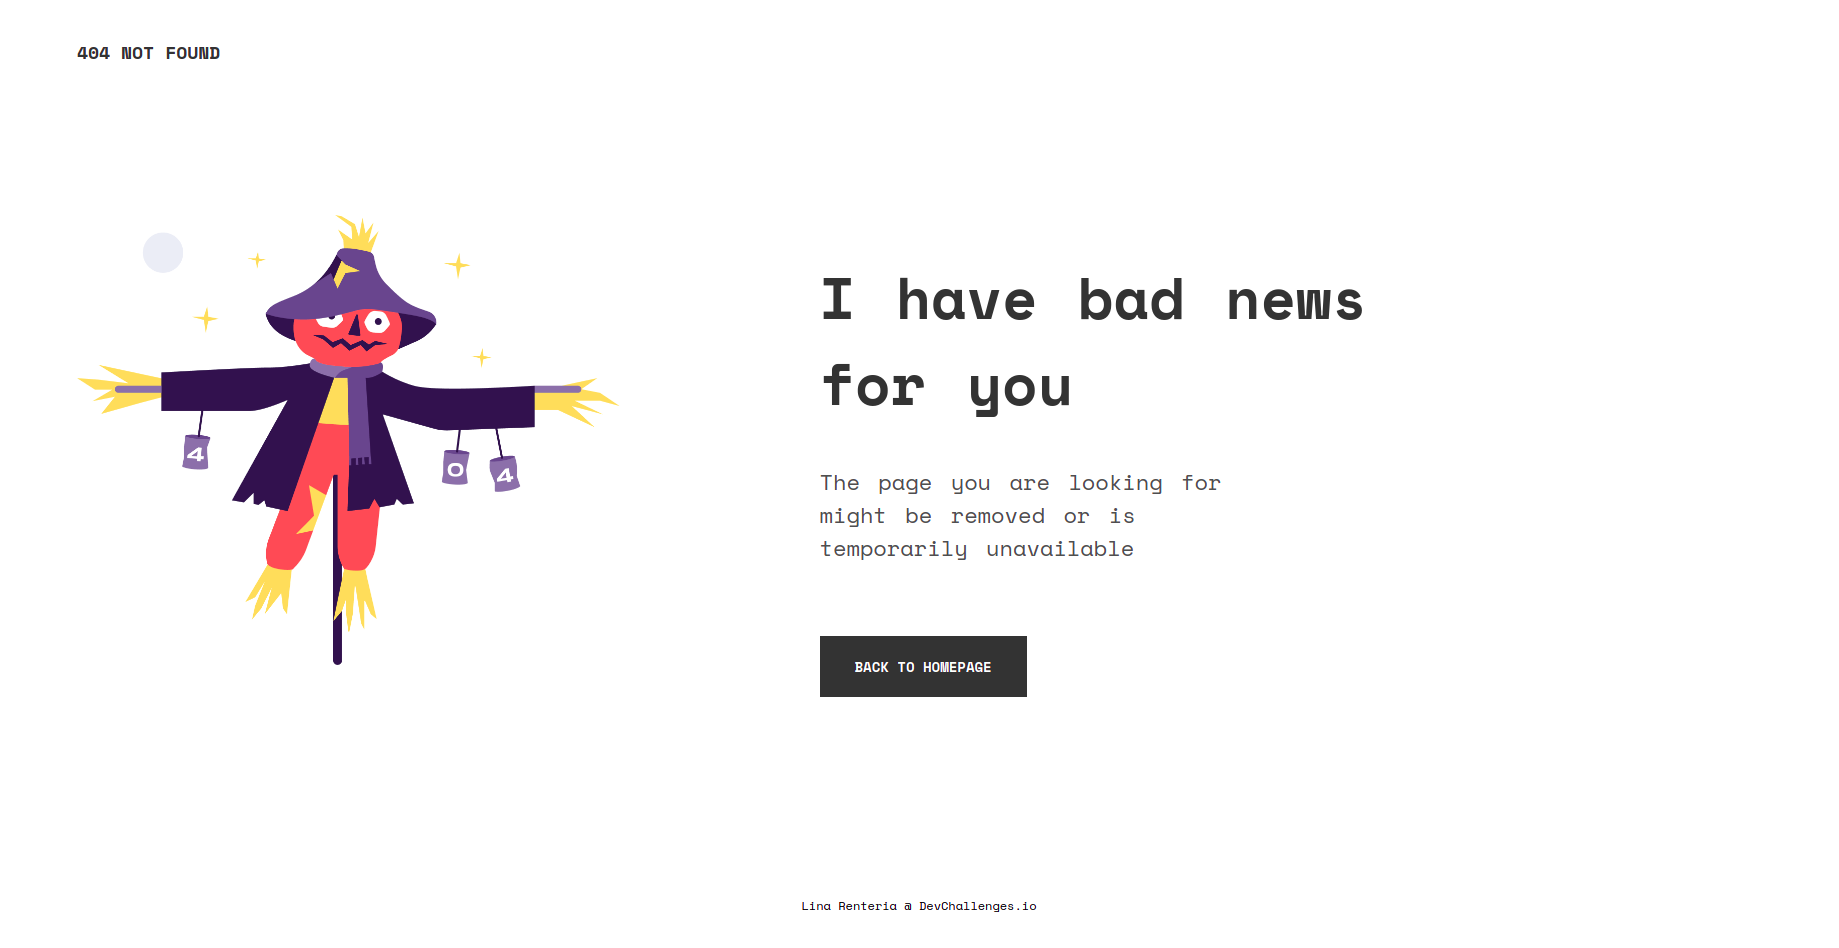 404 NOT FOUND
4
0
4
I have bad news
for you
The page you are looking for
might be removed or is
temporarily unavailable
BACK TO HOMEPAGE
Lina Renteria @ DevChallenges.io